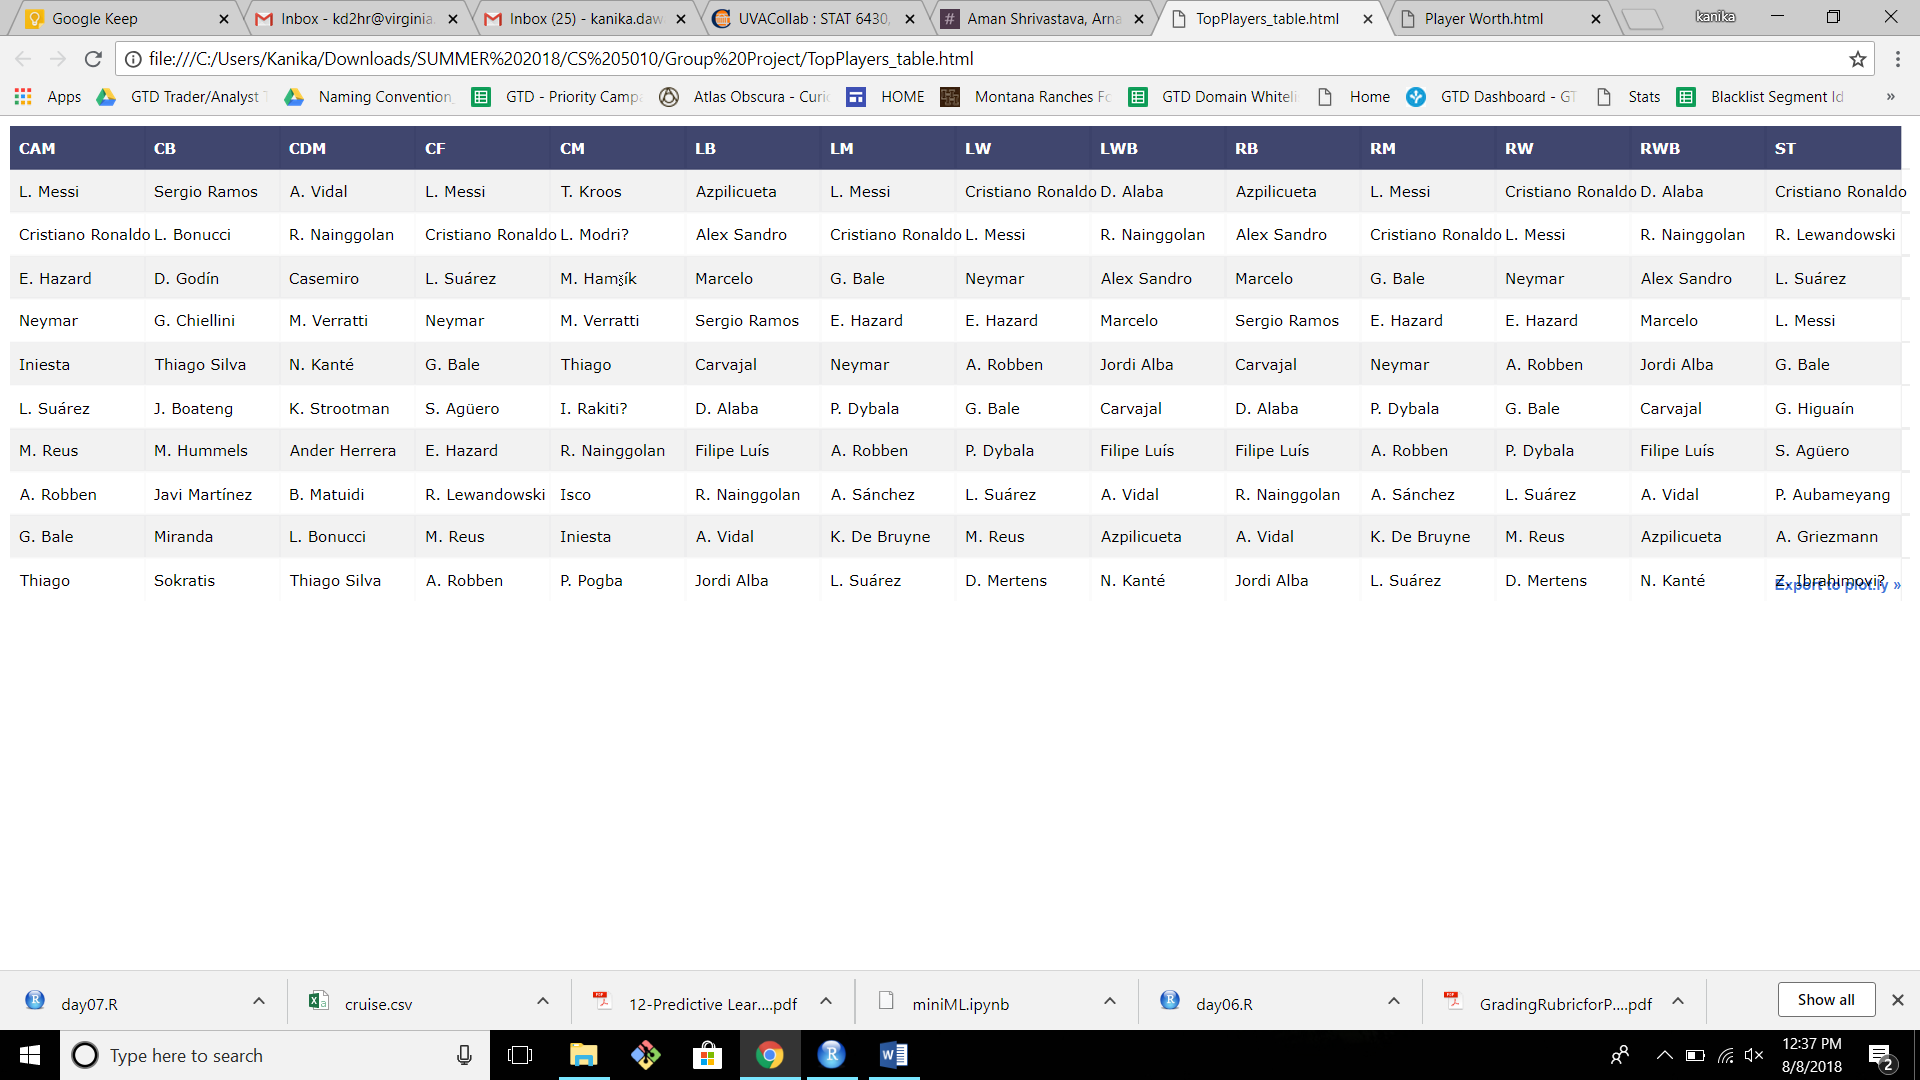 Google Keep
Inbox - kd2hr@virginia.
Inbox (25) - kanika.daw
UVACollab : STAT 6430,
Aman Shrivastava, Arna
TopPlayers_table.html
Player Worth.html
kanika
file:///C:/Users/Kanika/Downloads/SUMMER%202018/CS%205010/Group%20Project/TopPlayers_table.html
Apps GTD Trader/Analyst T Naming Convention_ GTD - Priority Campa Atlas Obscura - Curio HOME Montana Ranches Fo GTD Domain Whiteli Home GTD Dashboard - GT Stats Blacklist Segment Id »
CAM CB CDM CF CM LB LM LW LWB RB RM RW RWB ST
L. Messi Sergio Ramos A. Vidal L. Messi T. Kroos Azpilicueta L. Messi Cristiano Ronaldo D. Alaba Azpilicueta L. Messi Cristiano Ronaldo D. Alaba Cristiano Ronaldo
Cristiano Ronaldo L. Bonucci R. Nainggolan Cristiano Ronaldo L. Modri? Alex Sandro Cristiano Ronaldo L. Messi R. Nainggolan Alex Sandro Cristiano Ronaldo L. Messi R. Nainggolan R. Lewandowski
E. Hazard D. Godín Casemiro L. Suárez M. Hamšík Marcelo G. Bale Neymar Alex Sandro Marcelo G. Bale Neymar Alex Sandro L. Suárez
Neymar G. Chiellini M. Verratti Neymar M. Verratti Sergio Ramos E. Hazard E. Hazard Marcelo Sergio Ramos E. Hazard E. Hazard Marcelo L. Messi
Iniesta Thiago Silva N. Kanté G. Bale Thiago Carvajal Neymar A. Robben Jordi Alba Carvajal Neymar A. Robben Jordi Alba G. Bale
L. Suárez J. Boateng K. Strootman S. Agüero I. Rakiti? D. Alaba P. Dybala G. Bale Carvajal D. Alaba P. Dybala G. Bale Carvajal G. Higuaín
M. Reus M. Hummels Ander Herrera E. Hazard R. Nainggolan Filipe Luís A. Robben P. Dybala Filipe Luís Filipe Luís A. Robben P. Dybala Filipe Luís S. Agüero
A. Robben Javi Martínez B. Matuidi R. Lewandowski Isco R. Nainggolan A. Sánchez L. Suárez A. Vidal R. Nainggolan A. Sánchez L. Suárez A. Vidal P. Aubameyang
G. Bale Miranda L. Bonucci M. Reus Iniesta A. Vidal K. De Bruyne M. Reus Azpilicueta A. Vidal K. De Bruyne M. Reus Azpilicueta A. Griezmann
Thiago Sokratis Thiago Silva A. Robben P. Pogba Jordi Alba L. Suárez D. Mertens N. Kanté Jordi Alba L. Suárez D. Mertens N. Kanté Z. Ibrahimovi?
Export to plot.ly »
day07.R cruise.csv 12-Predictive Lear....pdf miniML.ipynb day06.R GradingRubricforP....pdf Show all
Type here to search
12:37 PM
8/8/2018
2